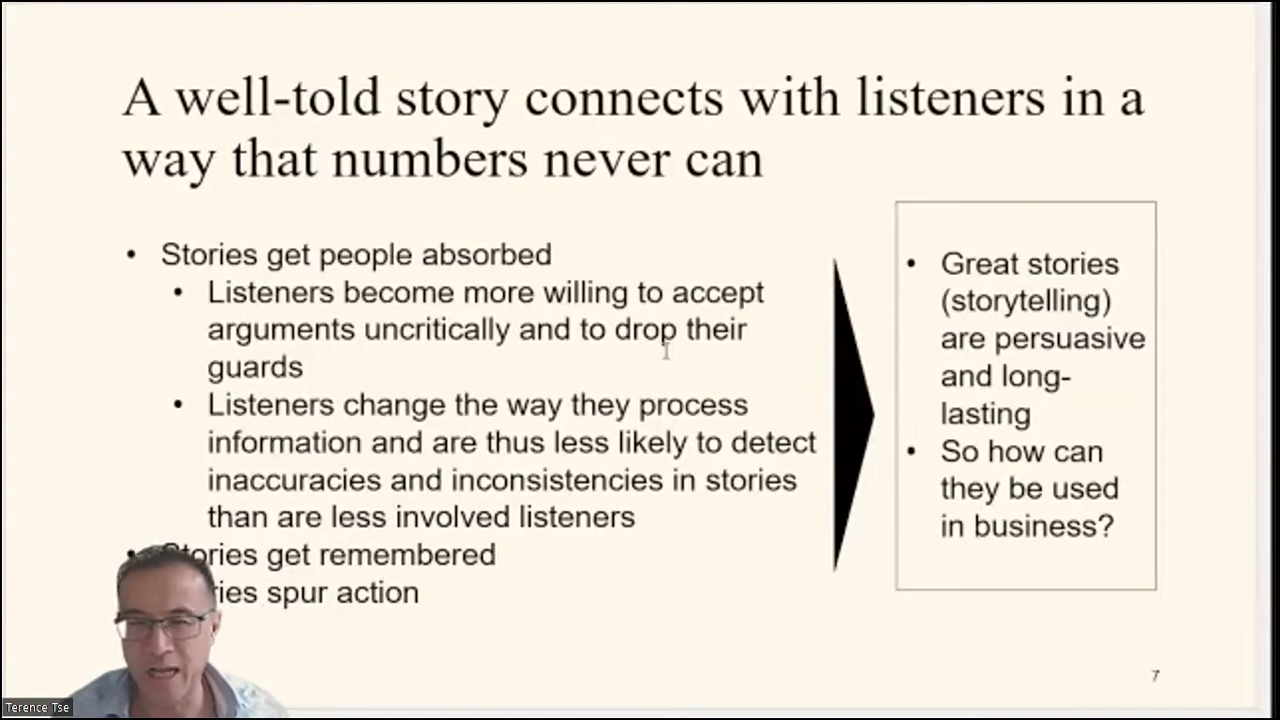 A well-told story connects with listeners in a
way that numbers never can
• Stories get people absorbed
• Listeners become more willing to accept
arguments uncritically and to drop their
guards
• Listeners change the way they process
information and are thus less likely to detect
inaccuracies and inconsistencies in stories
than are less involved listeners
• Stories get remembered
ries spur action
• Great stories
(storytelling)
are persuasive
and long-
lasting
• So how can
they be used
in business?
7
Terence Tse